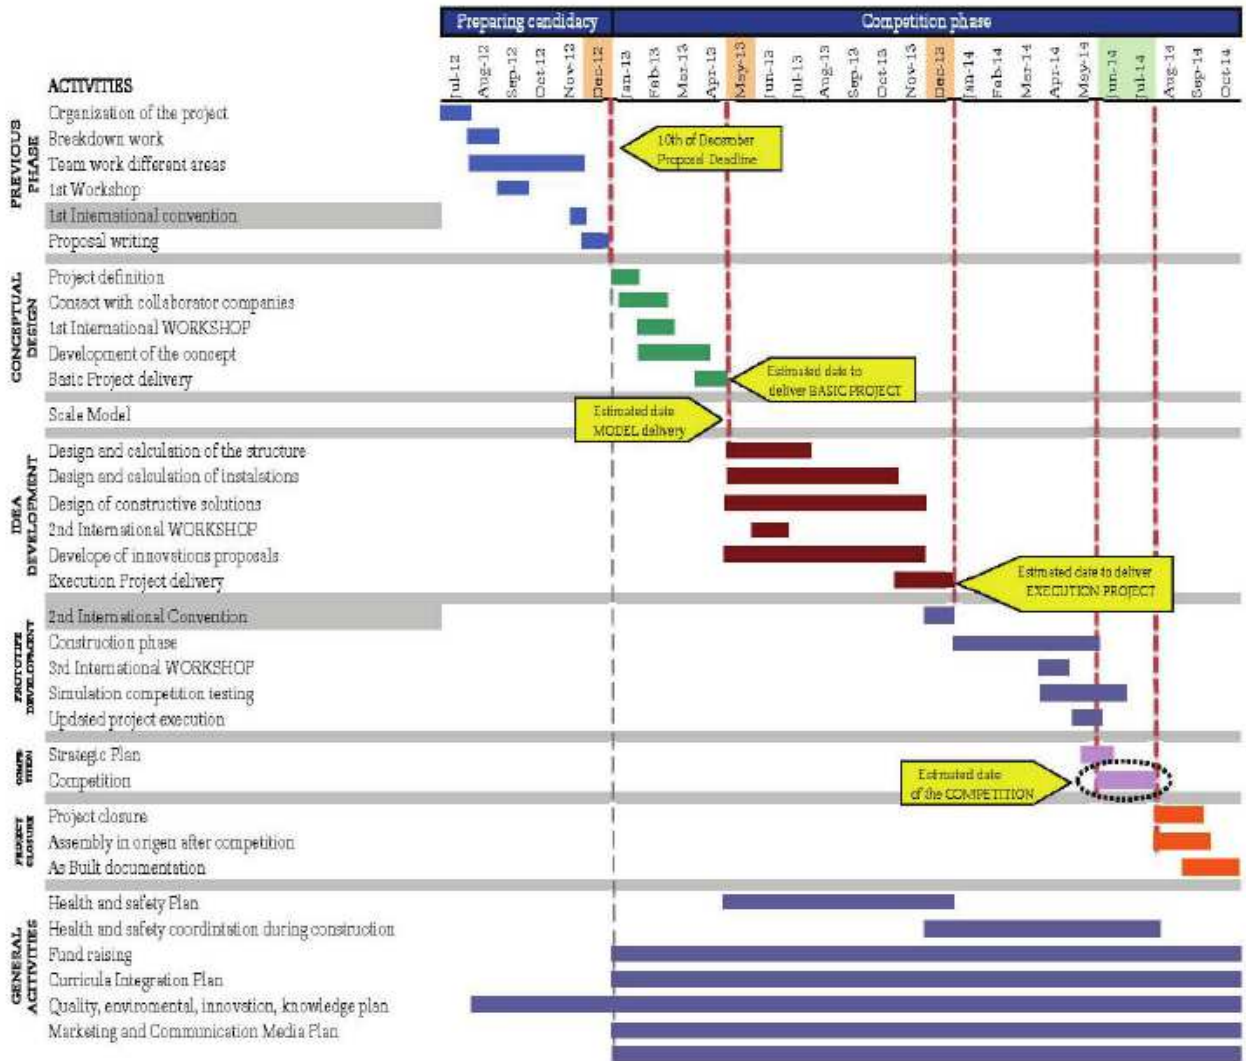 Preparing candidacy Competition phase
Jul-12 Aug-12 Sep-12 Oct-12 Nov-12 Dec-12 Jan-13 Feb-13 Mar-13 Apr-13 May-13 Jun-13 Jul-13 Aug-13 Sep-13 Oct-13 Nov-13 Dec-13 Jan-14 Feb-14 Mar-14 Apr-14 May-14 Jun-14 Jul-14 Aug-14 Sep-14 Oct-14
ACTIVITIES
PREVIOUS
PHASE
Organization of the project
Breakdown work
Team work different areas
1st Workshop
1st International convention
Proposal writing
10th of December
Proposal Deadline
CONCEPTUAL
DESIGN
Project definition
Contact with collaborator companies
1st International WORKSHOP
Development of the concept
Basic Project delivery
Estimated date to
deliver BASIC PROJECT
Scale Model
Estimated date
MODEL delivery
IDEA
DEVELOPMENT
Design and calculation of the structure
Design and calculation of instalations
Design of constructive solutions
2nd International WORKSHOP
Develope of innovations proposals
Execution Project delivery
Estimated date to deliver
EXECUTION PROJECT
PROTOTYPE
DEVELOPMENT
2nd International Convention
Construction phase
3rd International WORKSHOP
Simulation competition testing
Updated project execution
COMPE-
TITION
Strategic Plan
Competition
Estimated date
of the COMPETITION
PROJECT
CLOSURE
Project closure
Assembly in origen after competition
As Built documentation
GENERAL
ACITIVITIES
Health and safety Plan
Health and safety coordintation during construction
Fund raising
Curricula Integration Plan
Quality, enviromental, innovation, knowledge plan
Marketing and Communication Media Plan